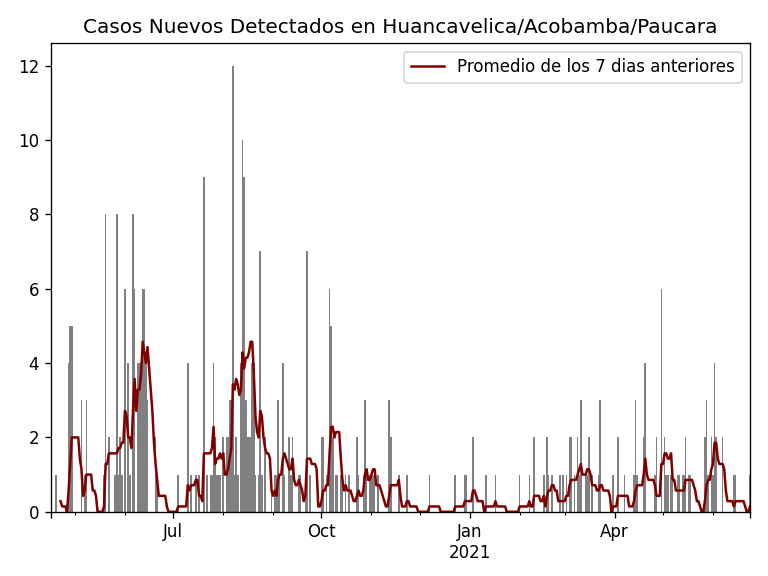 Casos Nuevos Detectados en Huancavelica/Acobamba/Paucara
Promedio de los 7 dias anteriores
12
10
8
6
4
2
0
Jul
Oct
Jan
2021
Apr